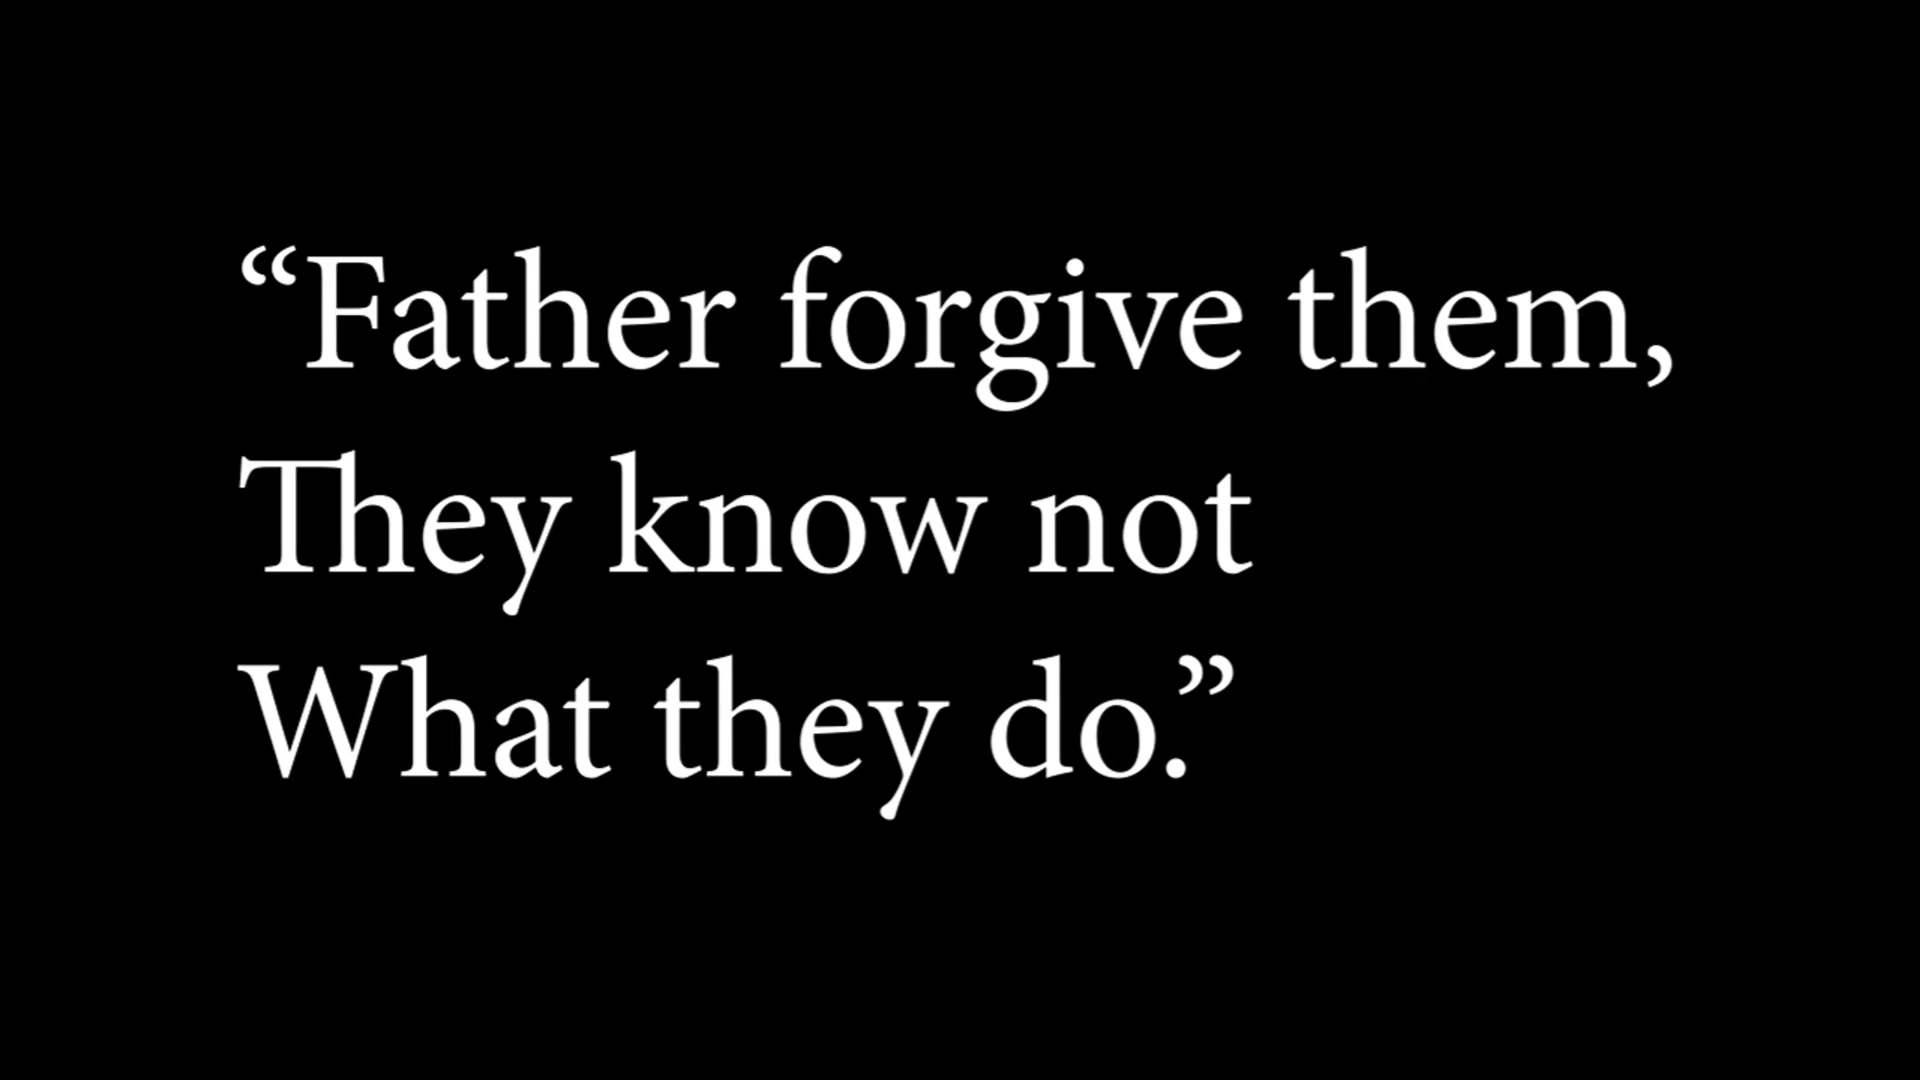 “Father forgive them,
They know not
What they do.”